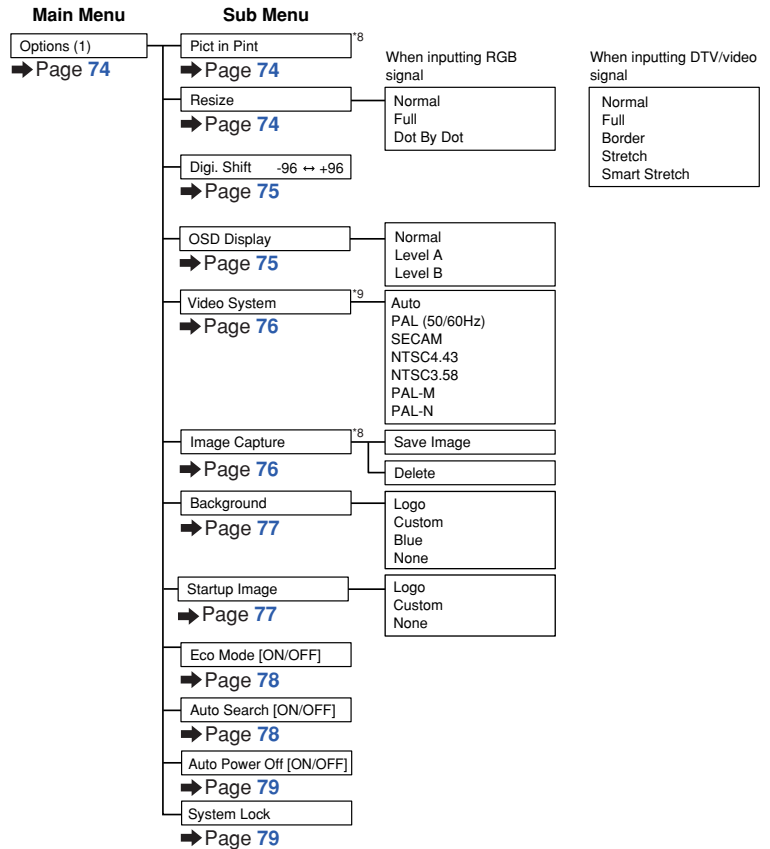 Main Menu
Sub Menu
Options (1)
➡Page 74
Pict in Pint
*8
➡Page 74
When inputting RGB
signal
When inputting DTV/video
signal
Resize
➡Page 74
Normal
Full
Dot By Dot
Normal
Full
Border
Stretch
Smart Stretch
Digi. Shift -96 ↔ +96
➡Page 75
OSD Display
➡Page 75
Normal
Level A
Level B
Video System
*9
➡Page 76
Auto
PAL (50/60Hz)
SECAM
NTSC4.43
NTSC3.58
PAL-M
PAL-N
Image Capture
*8
➡Page 76
Save Image
Delete
Background
➡Page 77
Logo
Custom
Blue
None
Startup Image
➡Page 77
Logo
Custom
None
Eco Mode [ON/OFF]
➡Page 78
Auto Search [ON/OFF]
➡Page 78
Auto Power Off [ON/OFF]
➡Page 79
System Lock
➡Page 79